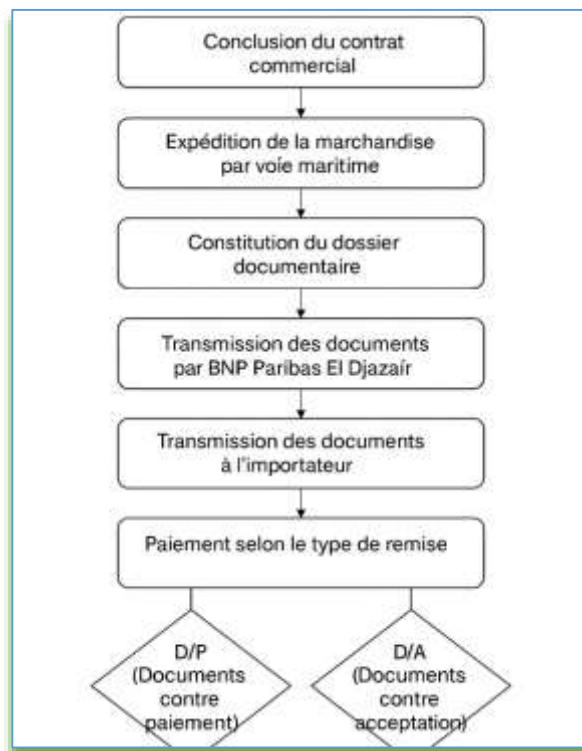 Conclusion du contrat
commercial
Expédition de la marchandise
par voie maritime
Constitution du dossier
documentaire
Transmission des documents
par BNP Paribas El Djazaír
Transmission des documents
à l'importateur
Paiement selon le type de remise
D/P
(Documents
contre
paiement)
D/A
(Documents
contre
acceptation)